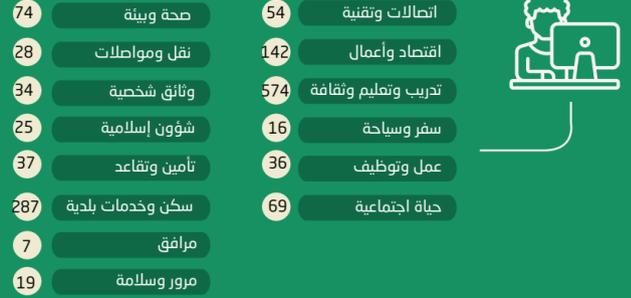 اتصالات وتقنية 54
اقتصاد وأعمال 142
تدريب وتعليم وثقافة 574
سفر وسياحة 16
عمل وتوظيف 36
حياة اجتماعية 69
صحة وبيئة 74
نقل ومواصلات 28
وثائق شخصية 34
شؤون إسلامية 25
تأمين وتقاعد 37
سكن وخدمات بلدية 287
مرافق 7
مرور وسلامة 19